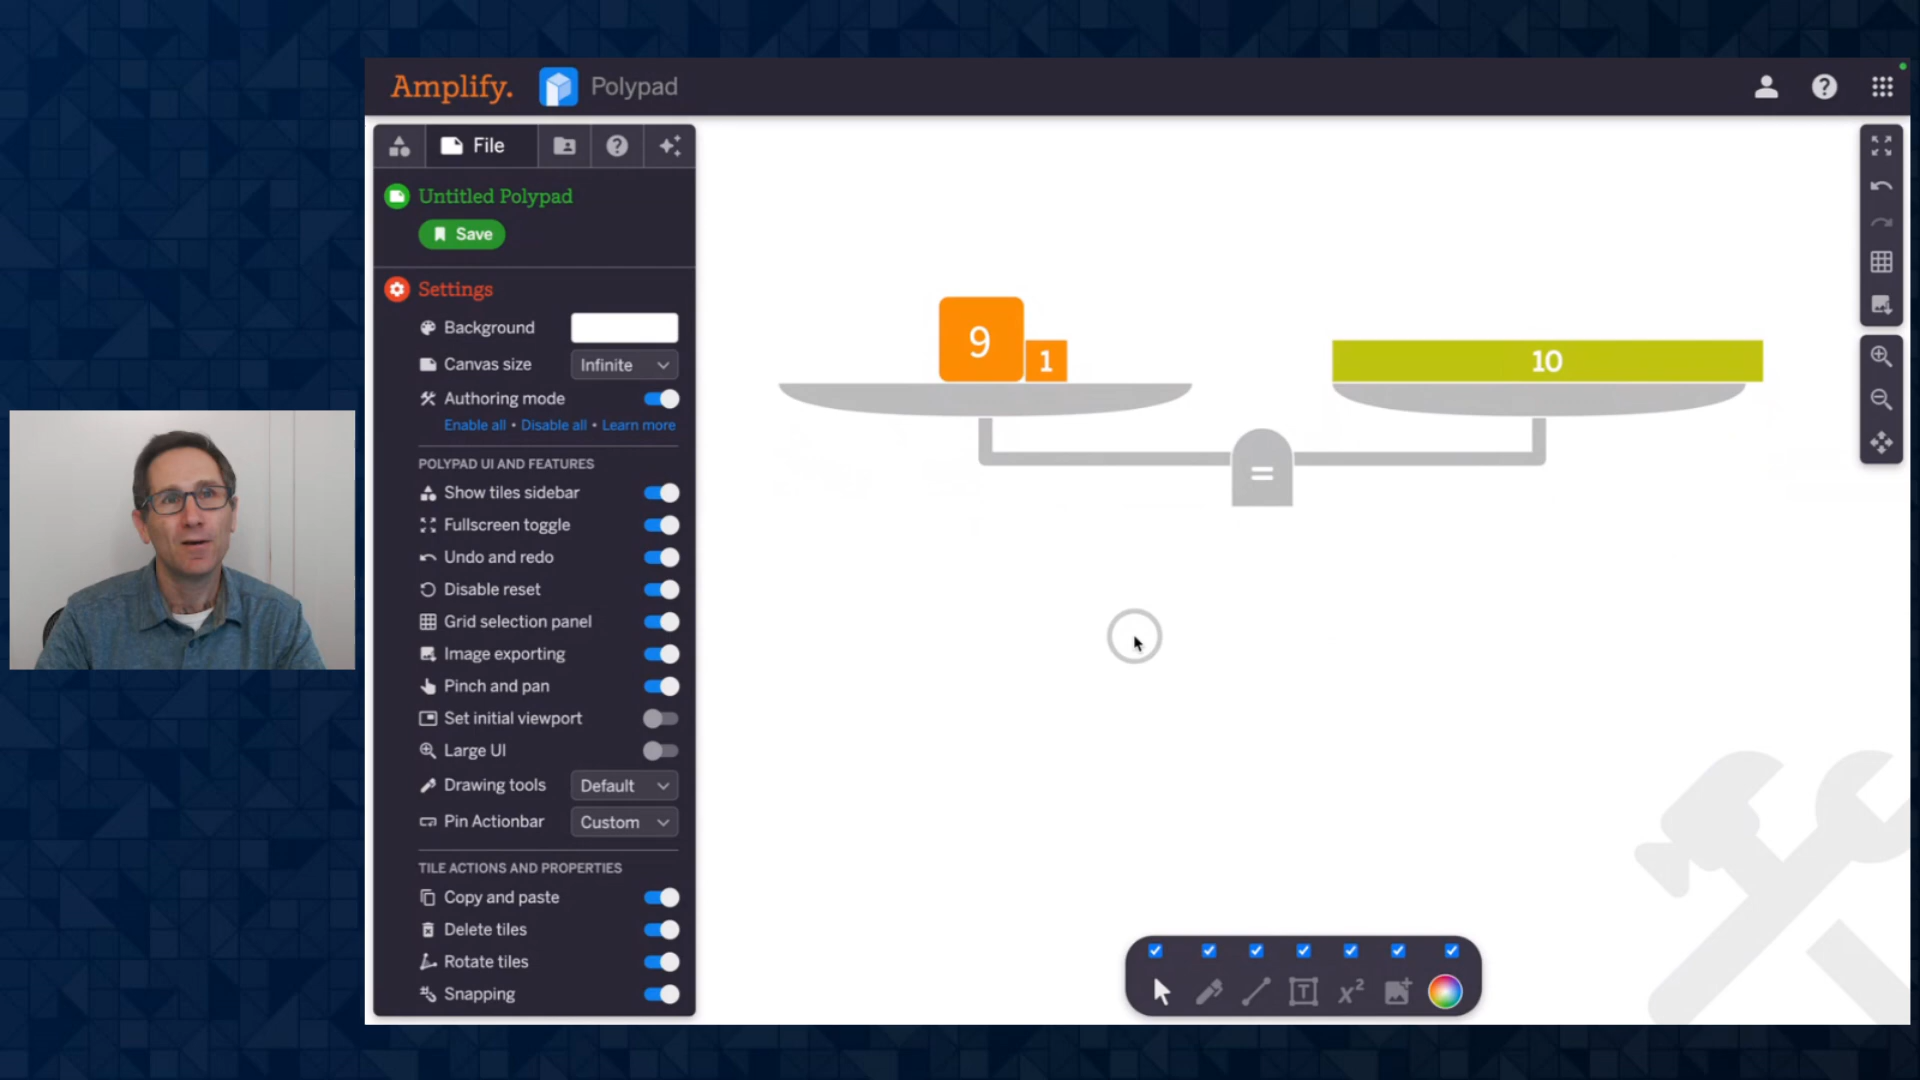 Amplify. Polypad
File
Untitled Polypad
Save
Settings
Background
Canvas size Infinite
Authoring mode
Enable all • Disable all • Learn more
POLYPAD UI AND FEATURES
Show tiles sidebar
Fullscreen toggle
Undo and redo
Disable reset
Grid selection panel
Image exporting
Pinch and pan
Set initial viewport
Large UI
Drawing tools Default
Pin Actionbar Custom
TILE ACTIONS AND PROPERTIES
Copy and paste
Delete tiles
Rotate tiles
Snapping
9 1
10
=
T x²